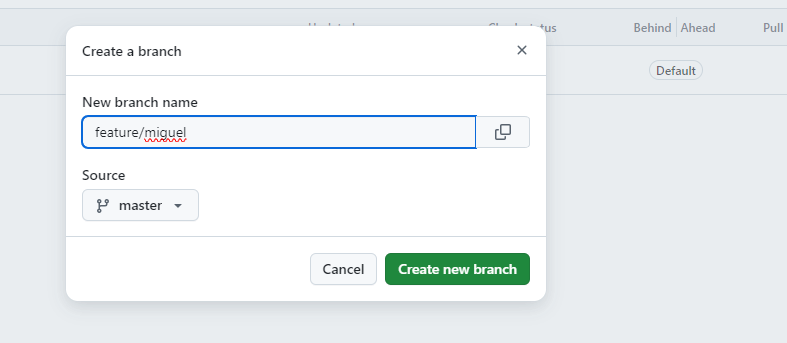 Behind Ahead Pull
Create a branch
Default
New branch name
feature/miguel
Source
master
Cancel Create new branch